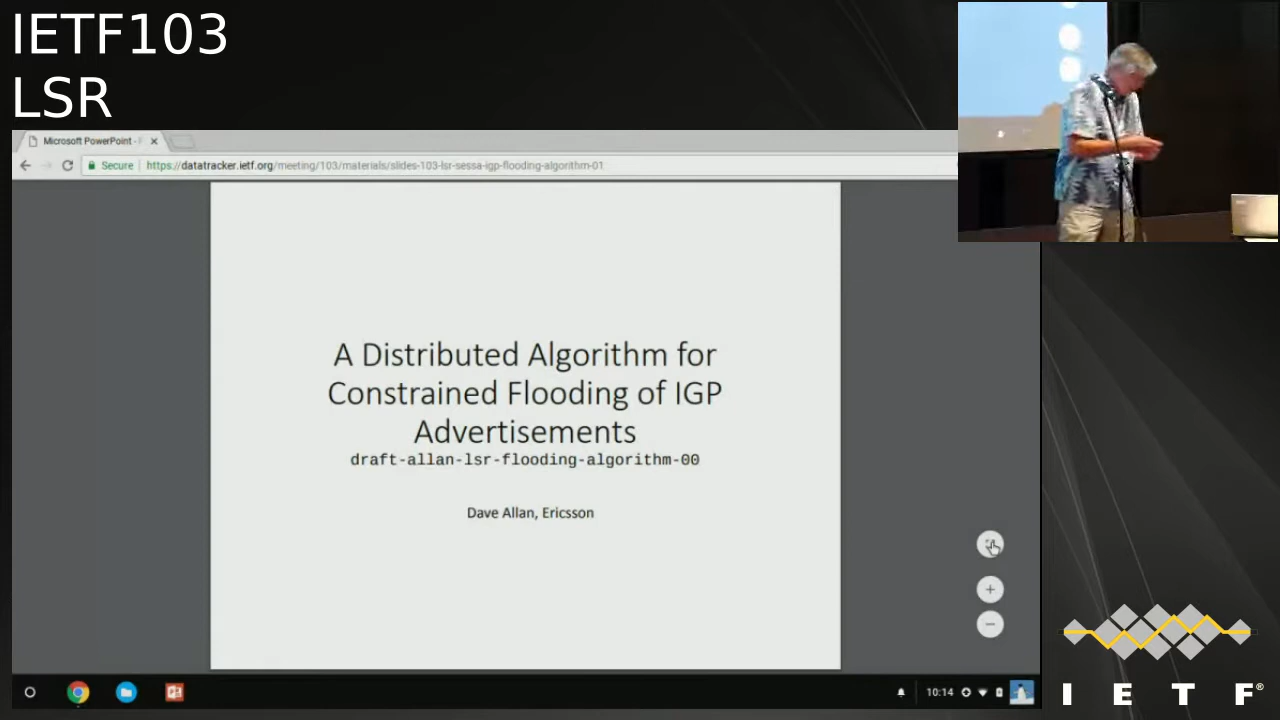 IETF103
LSR
Microsoft PowerPoint -
Secure
https://datatracker.ietf.org/meeting/103/materials/slides-103-lsr-sessa-igp-flooding-algorithm-01
A Distributed Algorithm for
Constrained Flooding of IGP
Advertisements
draft-allan-lsr-flooding-algorithm-00
Dave Allan, Ericsson
10:14
I E T F®